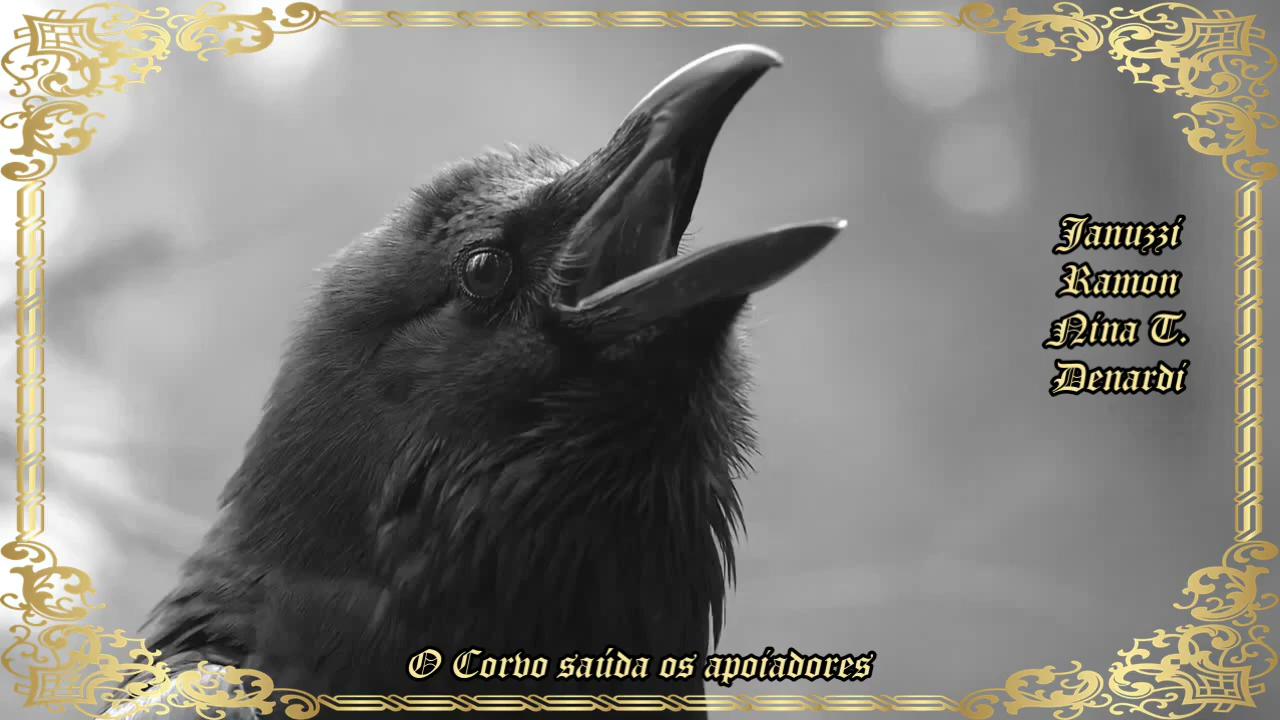 Januzzi
Ramon
Nina T.
Denardi
O Corvo saúda os apoiadores